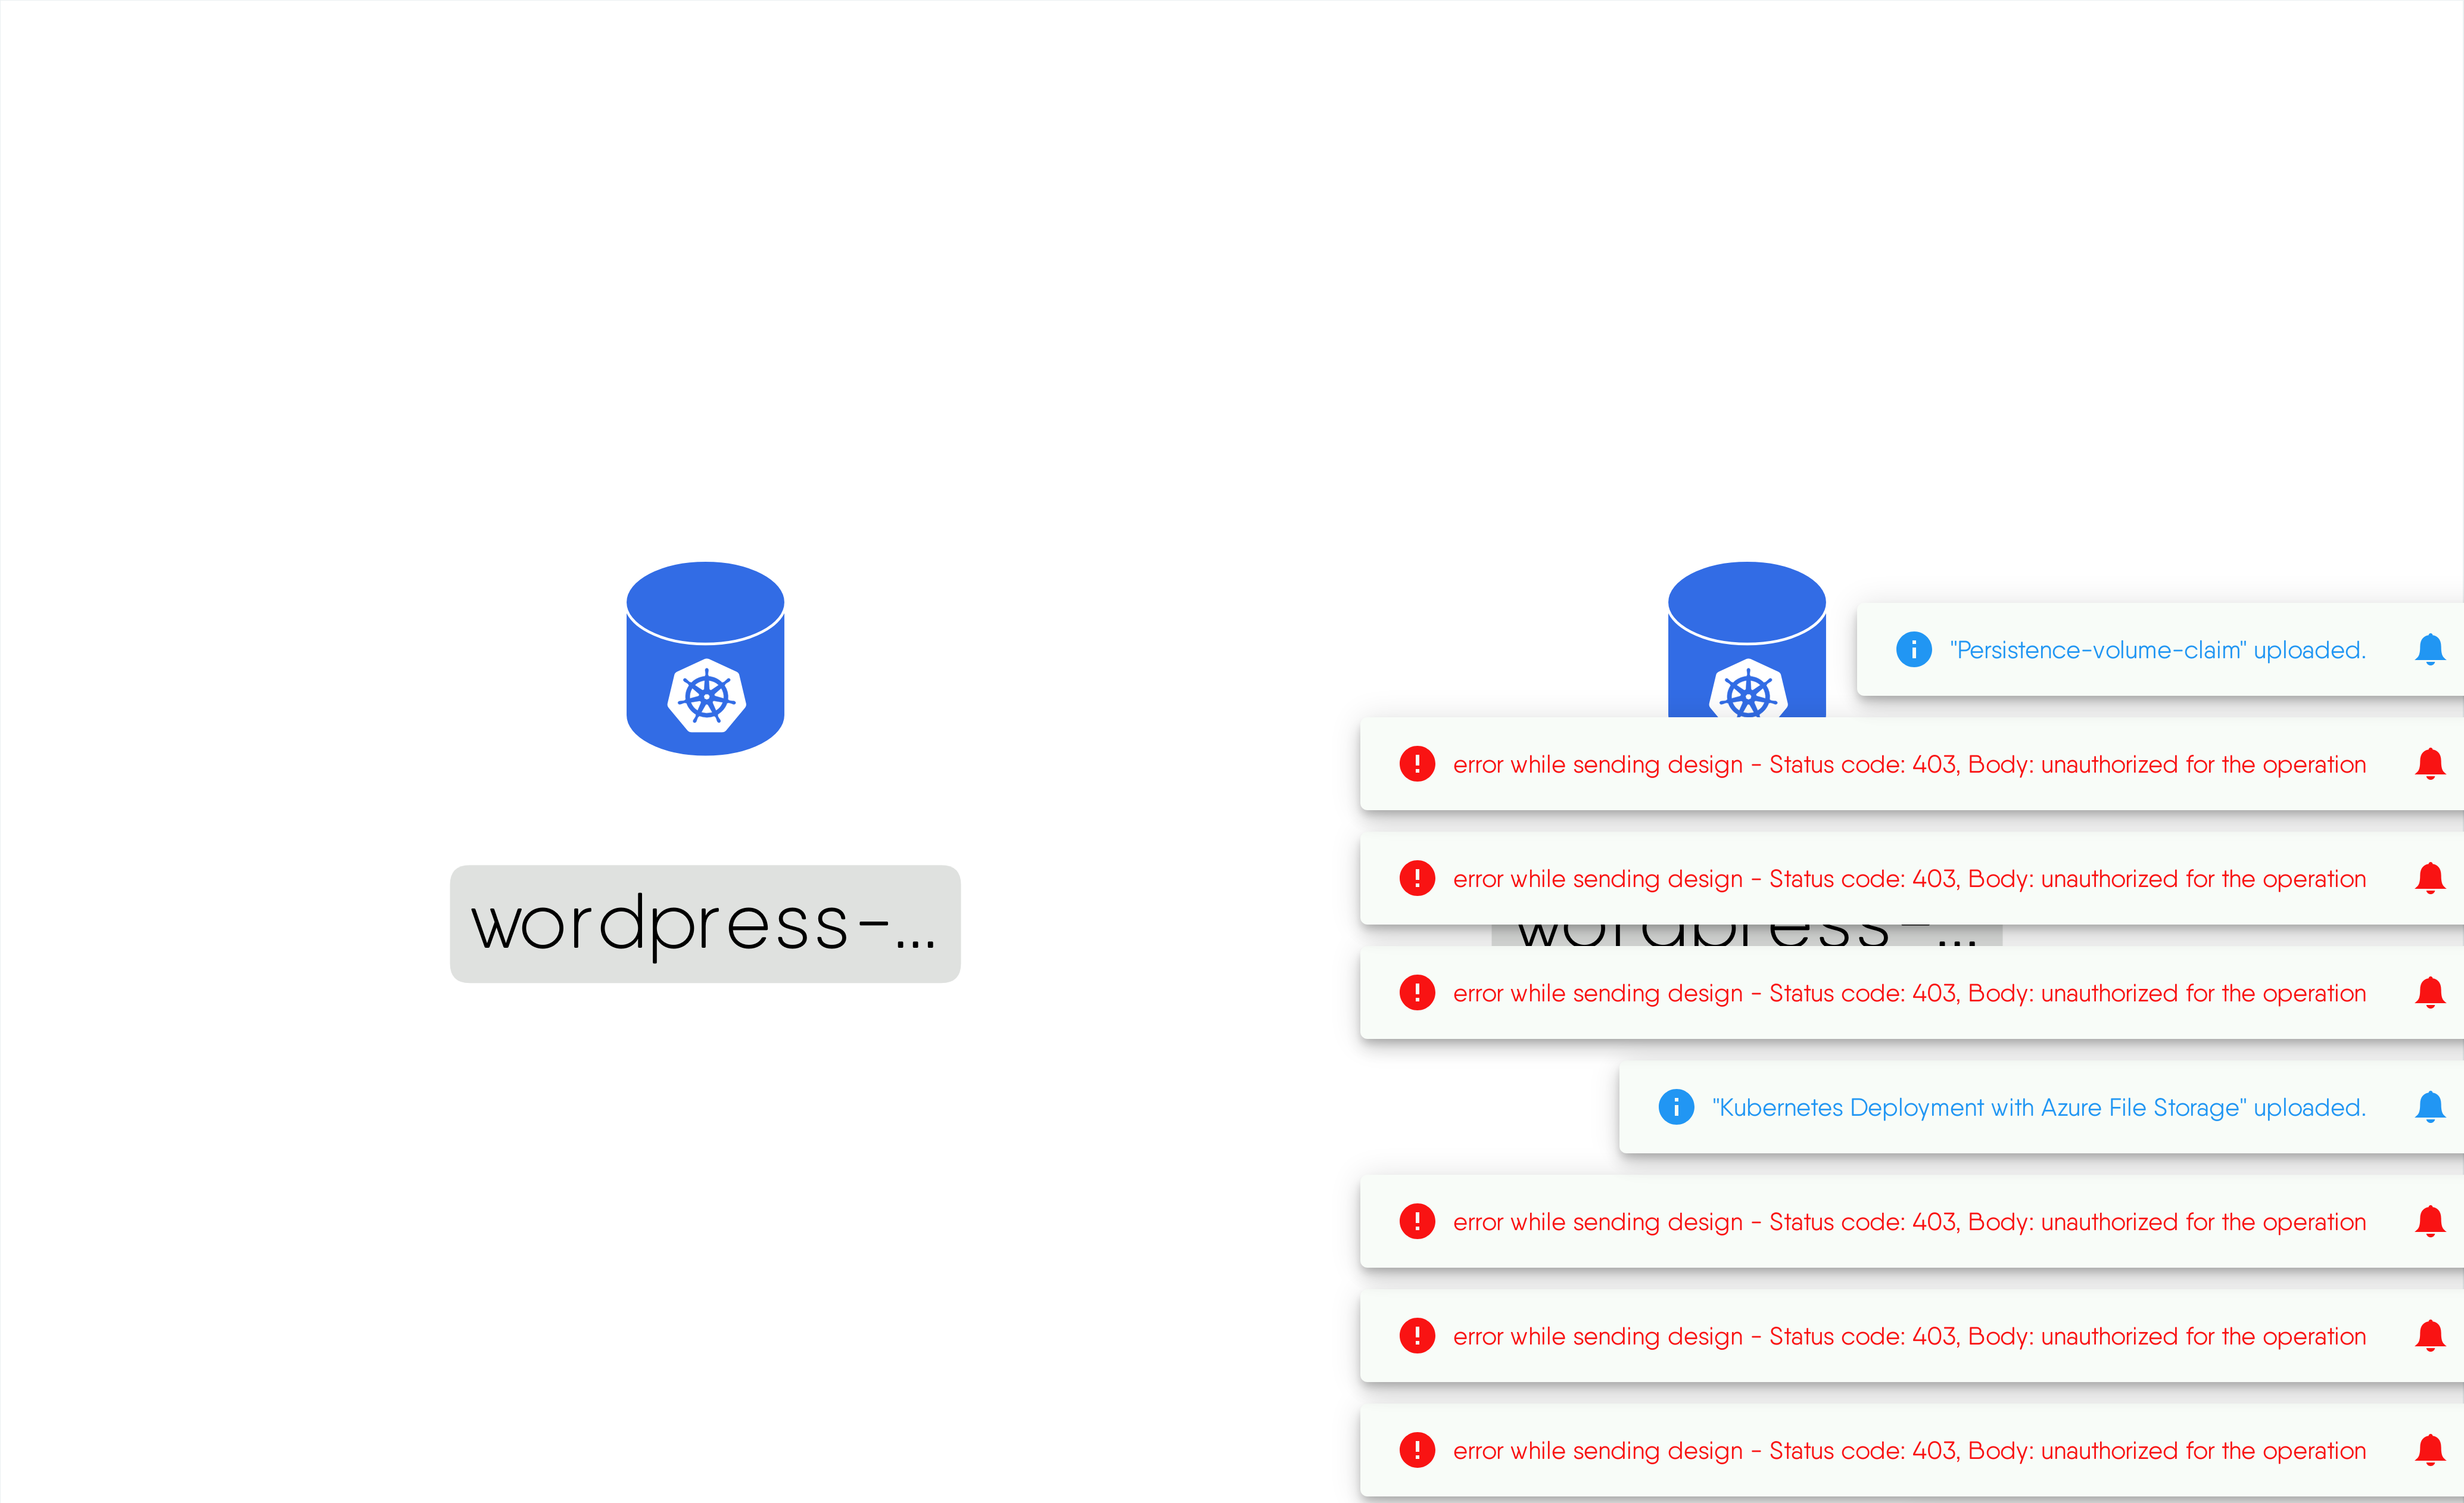 "Persistence-volume-claim" uploaded.
error while sending design - Status code: 403, Body: unauthorized for the operation
error while sending design - Status code: 403, Body: unauthorized for the operation
wordpress-...
wordpress-...
error while sending design - Status code: 403, Body: unauthorized for the operation
"Kubernetes Deployment with Azure File Storage" uploaded.
error while sending design - Status code: 403, Body: unauthorized for the operation
error while sending design - Status code: 403, Body: unauthorized for the operation
error while sending design - Status code: 403, Body: unauthorized for the operation